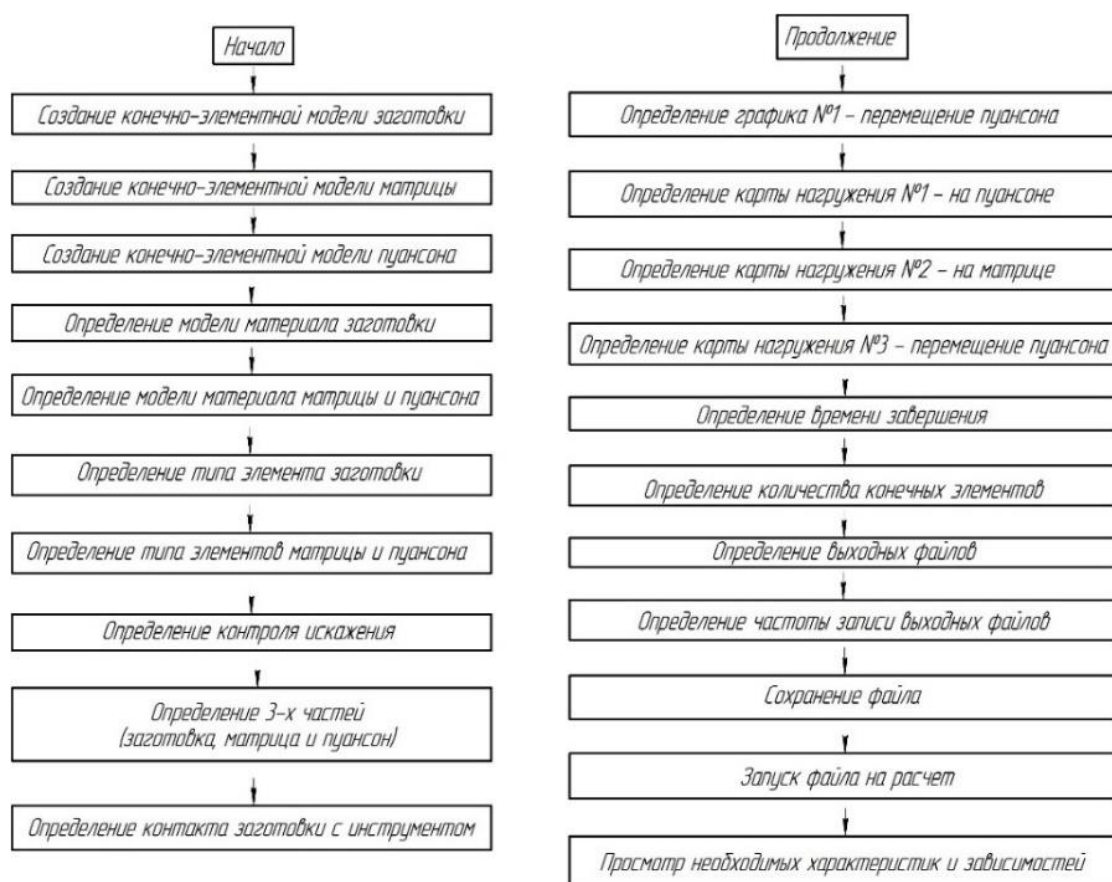 Начало
Создание конечно-элементной модели заготовки
Создание конечно-элементной модели матрицы
Создание конечно-элементной модели пуансона
Определение модели материала заготовки
Определение модели материала матрицы и пуансона
Определение типа элемента заготовки
Определение типа элементов матрицы и пуансона
Определение контроля искажения
Определение 3-х частей
(заготовка, матрица и пуансон)
Определение контакта заготовки с инструментом
Продолжение
Определение графика №1 - перемещение пуансона
Определение карты нагружения №1 - на пуансоне
Определение карты нагружения №2 - на матрице
Определение карты нагружения №3 - перемещение пуансона
Определение времени завершения
Определение количества конечных элементов
Определение выходных файлов
Определение частоты записи выходных файлов
Сохранение файла
Запуск файла на расчет
Просмотр необходимых характеристик и зависимостей